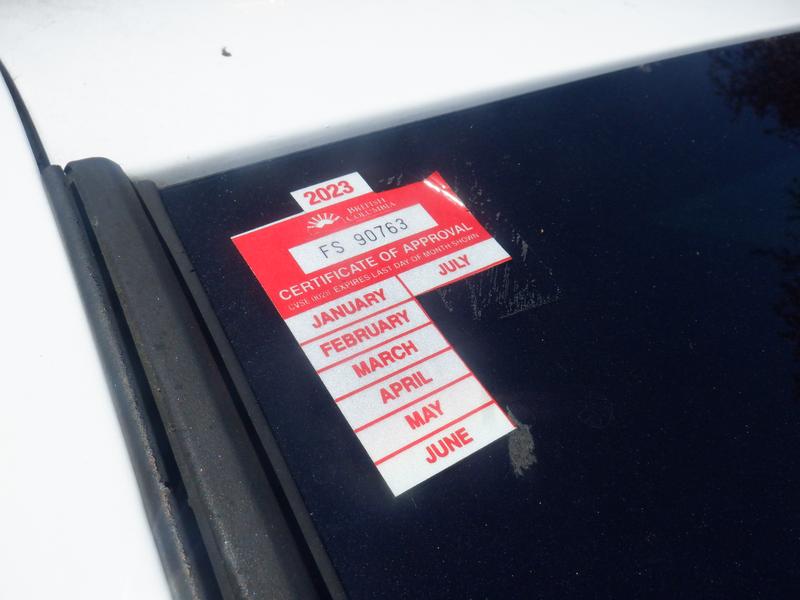 2023
BRITISH
COLUMBIA
FS 90763
CERTIFICATE OF APPROVAL
EXPIRES LAST DAY OF MONTH SHOWN
JANUARY
JULY
FEBRUARY
MARCH
APRIL
MAY
JUNE